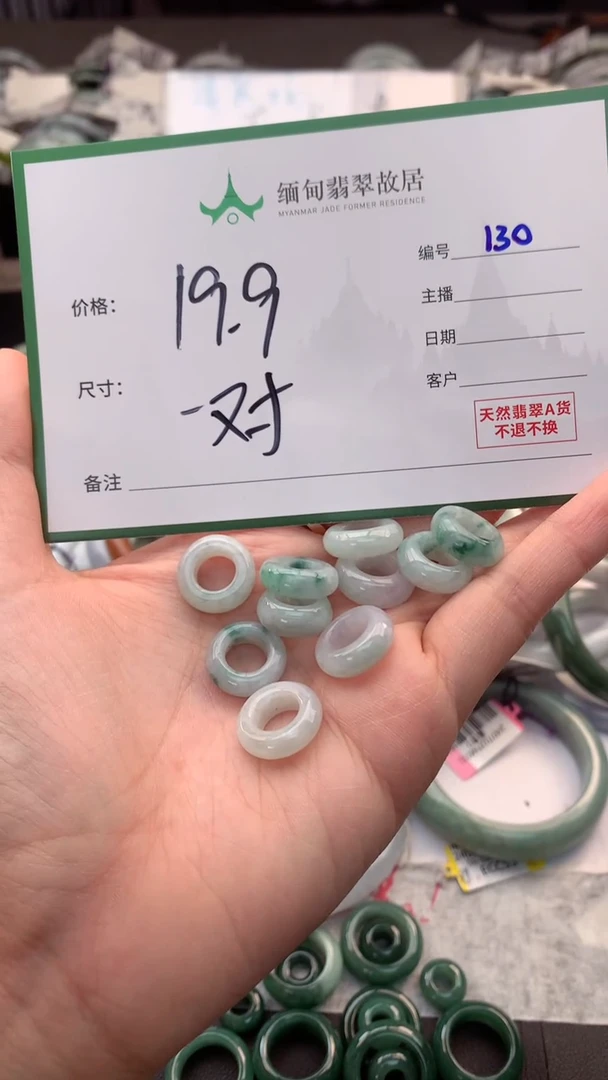 缅甸翡翠故居
MYANMAR JADE FORMER RESIDENCE
编号 130
价格: 19.9
主播
日期
尺寸: 一对
客户
天然翡翠A货
不退不换
备注